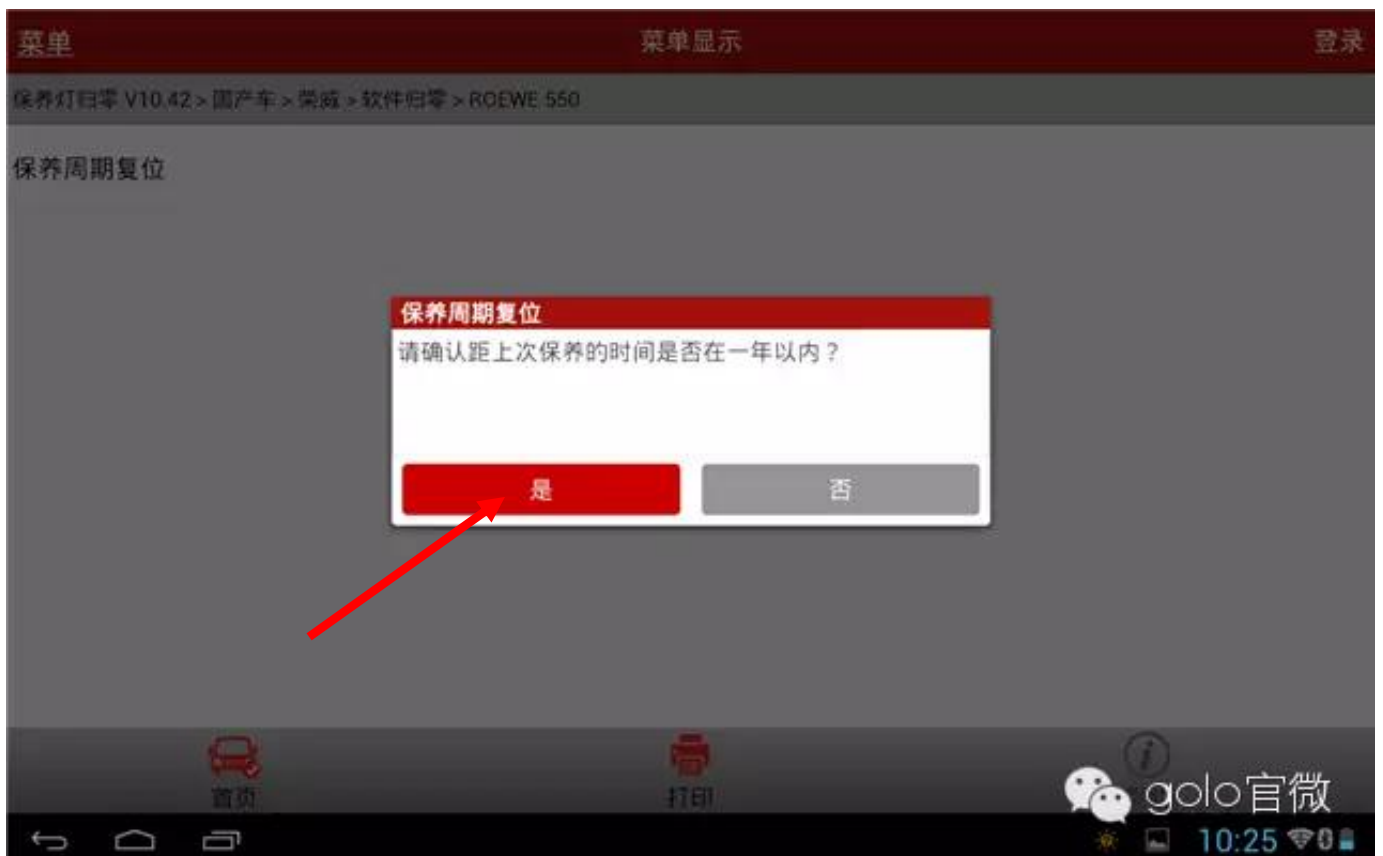 菜单
菜单显示
登录
保养灯归零 V10.42 > 国产车 > 荣威 > 软件归零 > ROEWE 550
保养周期复位
保养周期复位
请确认距上次保养的时间是否在一年以内？
是
否
首页
打印
golo官微
10:25